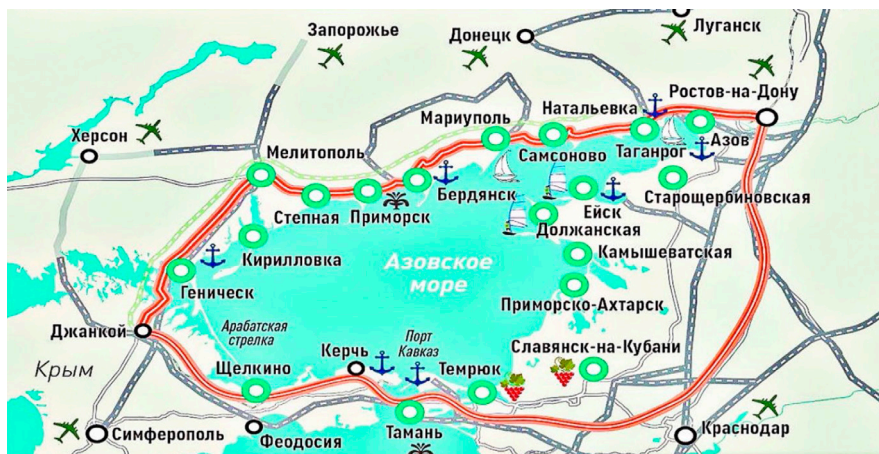 Запорожье
Донецк
Луганск
Ростов-на-Дону
Херсон
Мариуполь
Натальевка
Мелитополь
Самсоново
Таганрог
Азов
Степная
Приморск
Бердянск
Старощербиновская
Ейск
Должанская
Кирилловка
Камышеватская
Азовское
море
Геническ
Приморско-Ахтарск
Джанкой
Арабатская
стрелка
Керчь
Порт
Кавказ
Славянск-на-Кубани
Крым
Щелкино
Темрюк
Симферополь
Феодосия
Тамань
Краснодар